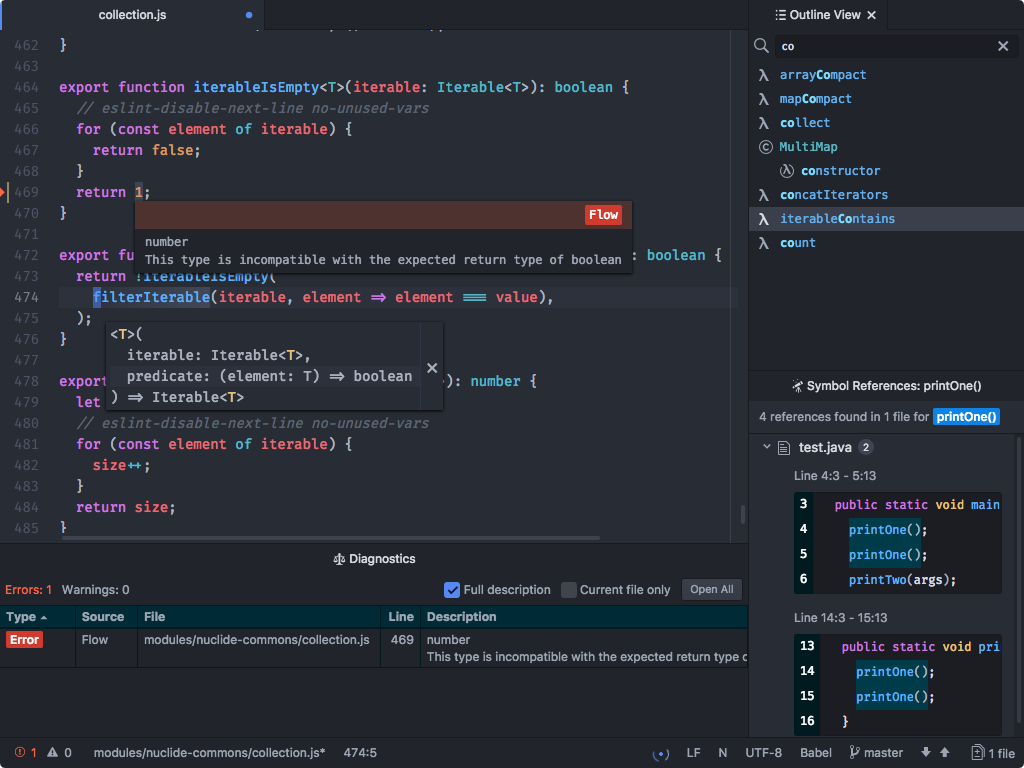 collection.js
462 }
463
464 export function iterableIsEmpty<T>(iterable: Iterable<T>): boolean {
465 // eslint-disable-next-line no-unused-vars
466 for (const element of iterable) {
467 return false;
468 }
469 return 1;
470 }
Flow
number
This type is incompatible with the expected return type of boolean
471
472 export fu : boolean {
473 return !iterableIsEmpty(
474 filterIterable(iterable, element => element === value),
475 );
476 }
<T>(
iterable: Iterable<T>,
predicate: (element: T) => boolean
) => Iterable<T>
477
478 export ): number {
479 let
480 // eslint-disable-next-line no-unused-vars
481 for (const element of iterable) {
482 size++;
483 }
484 return size;
485 }
Diagnostics
Errors: 1 Warnings: 0 Full description Current file only Open All
Type Source File Line Description
Error Flow modules/nuclide-commons/collection.js 469 number
This type is incompatible with the expected return type
Outline View
co
λ arrayCompact
λ mapCompact
λ collect
C MultiMap
λ constructor
λ concatIterators
λ iterableContains
λ count
Symbol References: printOne()
4 references found in 1 file for printOne()
test.java 2
Line 4:3 - 5:13
3 public static void main
4 printOne();
5 printOne();
6 printTwo(args);
Line 14:3 - 15:13
13 public static void pri
14 printOne();
15 printOne();
16 }
1 0 modules/nuclide-commons/collection.js* 474:5 LF N UTF-8 Babel master 1 file